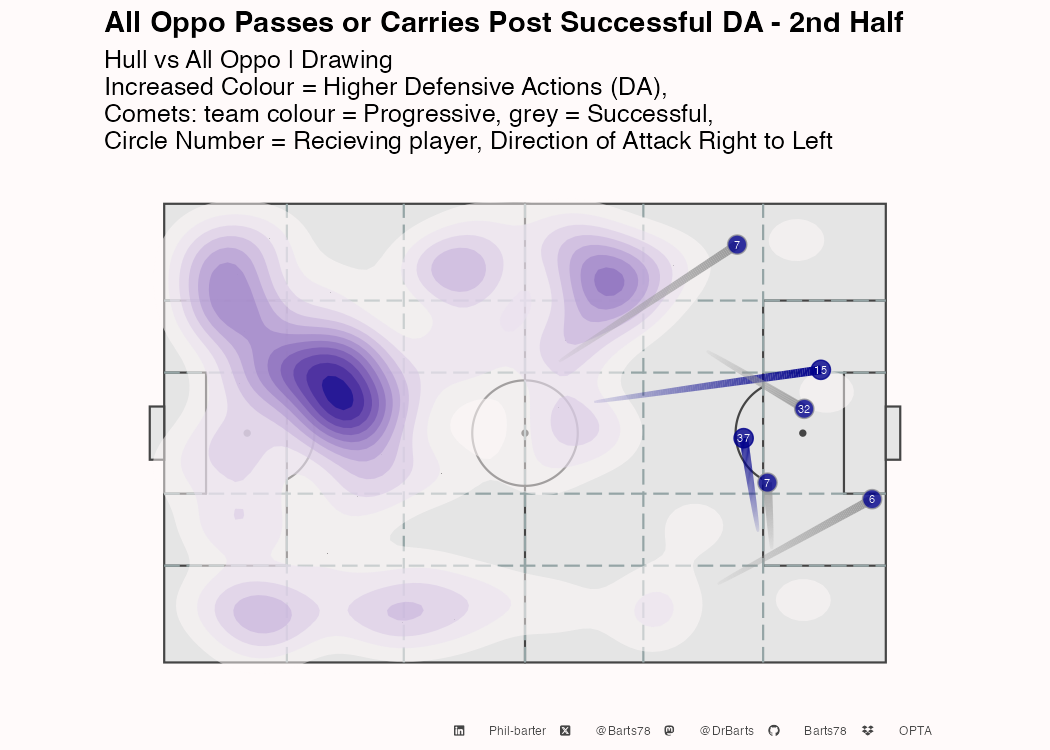 All Oppo Passes or Carries Post Successful DA - 2nd Half
Hull vs All Oppo | Drawing
Increased Colour = Higher Defensive Actions (DA),
Comets: team colour = Progressive, grey = Successful,
Circle Number = Recieving player, Direction of Attack Right to Left
7
15
32
37
7
6
Phil-barter @Barts78 @DrBarts Barts78 OPTA